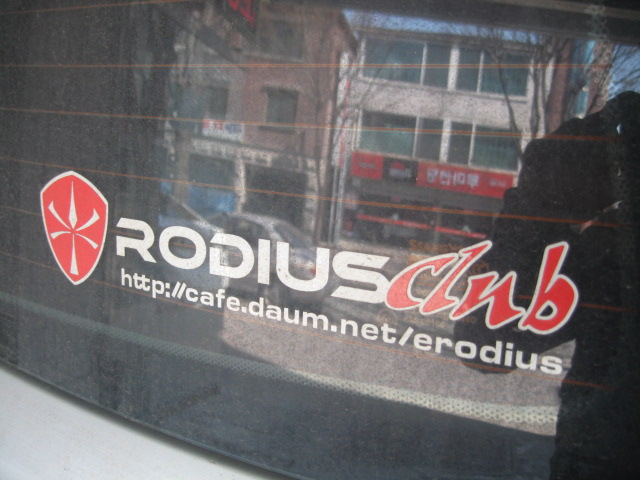 RODIUS club
http://cafe.daum.net/erodius